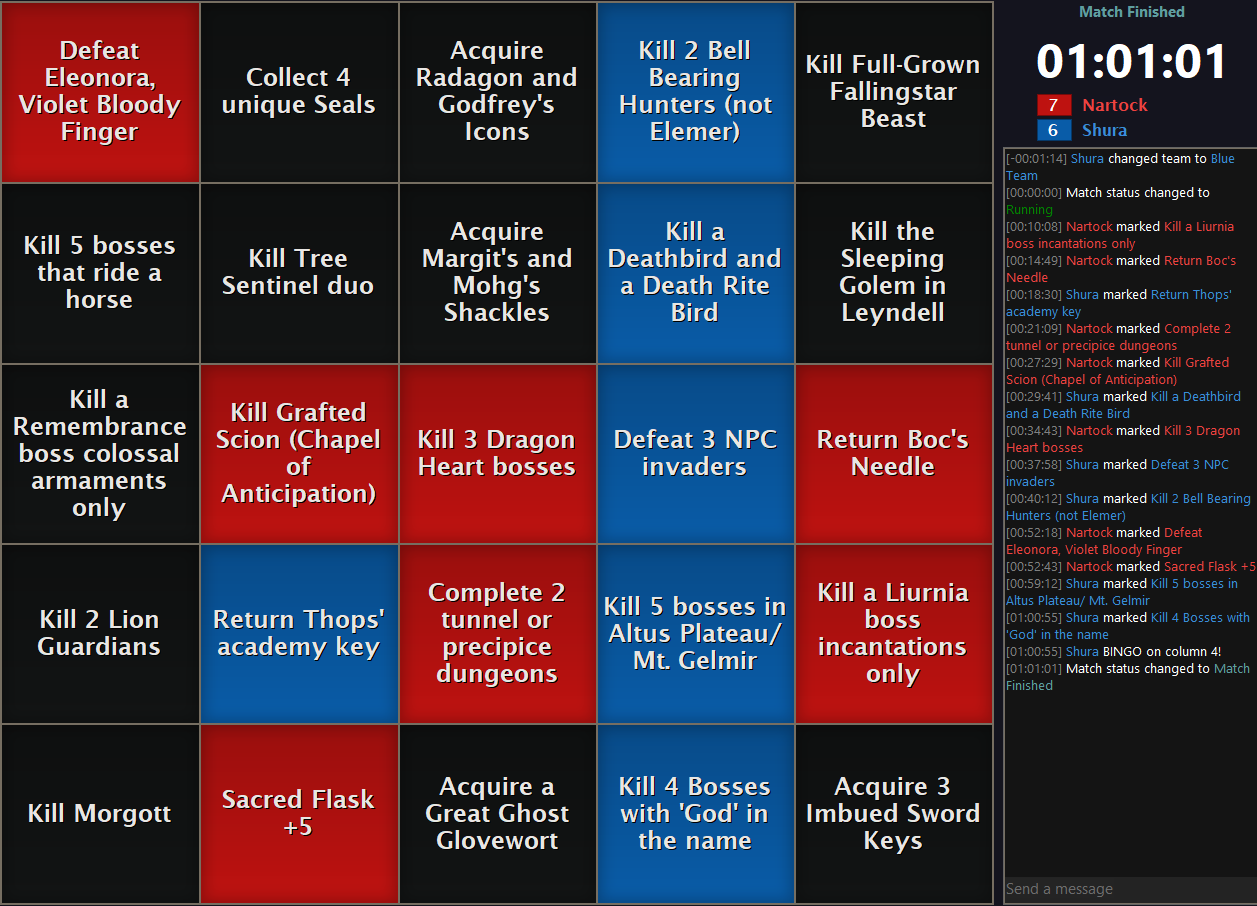 Defeat
Eleonora,
Violet Bloody
Finger
Collect 4
unique Seals
Acquire
Radagon and
Godfrey's
Icons
Kill 2 Bell
Bearing
Hunters (not
Elemer)
Kill Full-Grown
Fallingstar
Beast
Kill 5 bosses
that ride a
horse
Kill Tree
Sentinel duo
Acquire
Margit's and
Mohg's
Shackles
Kill a
Deathbird and
a Death Rite
Bird
Kill the
Sleeping
Golem in
Leyndell
Kill a
Remembrance
boss colossal
armaments
only
Kill Grafted
Scion (Chapel
of
Anticipation)
Kill 3 Dragon
Heart bosses
Defeat 3 NPC
invaders
Return Boc's
Needle
Kill 2 Lion
Guardians
Return Thops'
academy key
Complete 2
tunnel or
precipice
dungeons
Kill 5 bosses in
Altus Plateau/
Mt. Gelmir
Kill a Liurnia
boss
incantations
only
Kill Morgott
Sacred Flask
+5
Acquire a
Great Ghost
Glovewort
Kill 4 Bosses
with 'God' in
the name
Acquire 3
Imbued Sword
Keys
Match Finished
01:01:01
7 Nartock
6 Shura
[-00:01:14] Shura changed team to Blue
Team
[00:00:00] Match status changed to
Running
[00:10:08] Nartock marked Kill a Liurnia
boss incantations only
[00:14:49] Nartock marked Return Boc's
Needle
[00:18:30] Shura marked Return Thops'
academy key
[00:21:09] Nartock marked Complete 2
tunnel or precipice dungeons
[00:27:29] Nartock marked Kill Grafted
Scion (Chapel of Anticipation)
[00:29:41] Shura marked Kill a Deathbird
and a Death Rite Bird
[00:34:43] Nartock marked Kill 3 Dragon
Heart bosses
[00:37:58] Shura marked Defeat 3 NPC
invaders
[00:40:12] Shura marked Kill 2 Bell Bearing
Hunters (not Elemer)
[00:52:18] Nartock marked Defeat
Eleonora, Violet Bloody Finger
[00:52:43] Nartock marked Sacred Flask +5
[00:59:12] Shura marked Kill 5 bosses in
Altus Plateau/ Mt. Gelmir
[01:00:55] Shura marked Kill 4 Bosses with
'God' in the name
[01:00:55] Shura BINGO on column 4!
[01:01:01] Match status changed to Match
Finished
Send a message